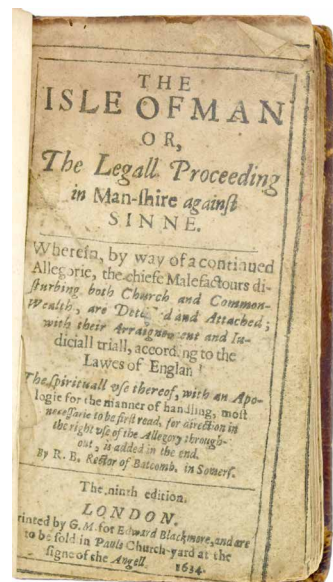 THE
ISLE OF MAN
OR,
The Legall Proceeding
in Man-ſhire againſt
SINNE.
Wherein, by way of a continued
Allegorie, the chiefe Malefactours di-
ſturbing both Church and Common-
Wealth, are and Attached;
with their and Iu-
diciall triall, according to the
Lawes of
The ſpirituall vſe thereof, with an Apo-
logie for the manner of handling, moſt
neceſſarie to be firſt read, for direction in
the right vſe of the Allegory through-
out, is added in the end.
By R. B. Rector of Batcomb, in Somerſ.
The ninth edition.
LONDON.
rinted by G. M. for Edward Blackmore, and are
to be ſold in Pauls Church-yard at the
ſigne of the Angell. 1634.